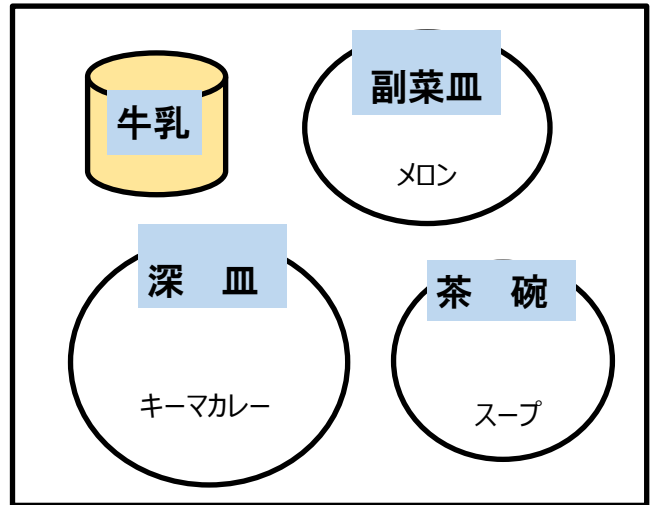 牛乳
副菜皿
メロン
深　皿
キーマカレー
茶　碗
スープ